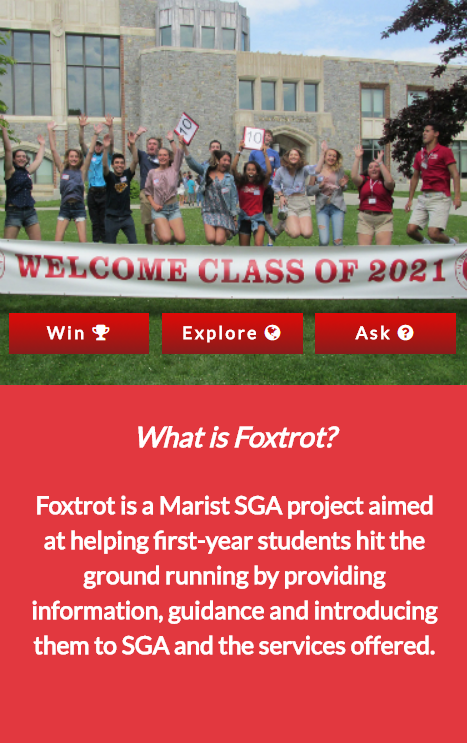 10
10
WELCOME CLASS OF 2021
Win
Explore
Ask
What is Foxtrot?
Foxtrot is a Marist SGA project aimed
at helping first-year students hit the
ground running by providing
information, guidance and introducing
them to SGA and the services offered.